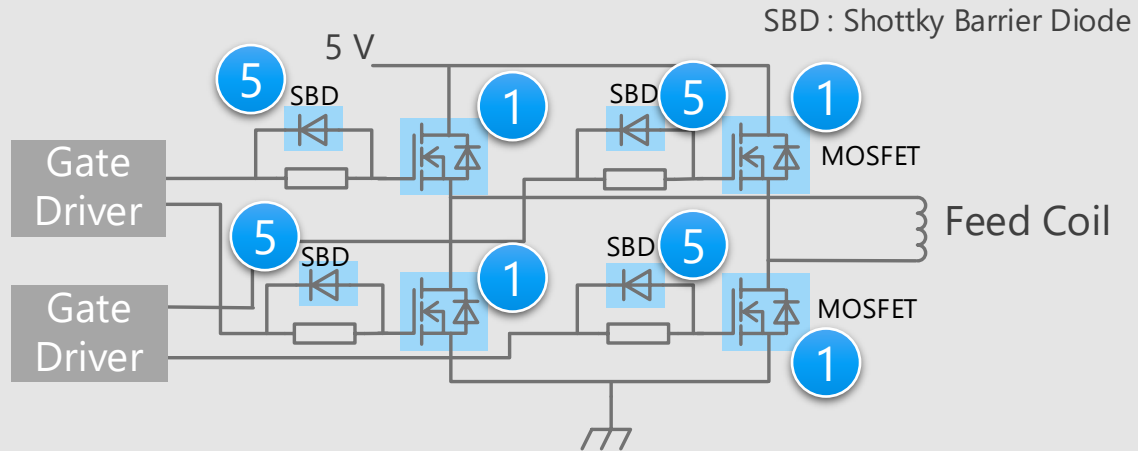 SBD : Shottky Barrier Diode
5 V
5
SBD
1
SBD
5
1
MOSFET
Gate
Driver
Feed Coil
5
SBD
1
SBD
5
MOSFET
1
Gate
Driver